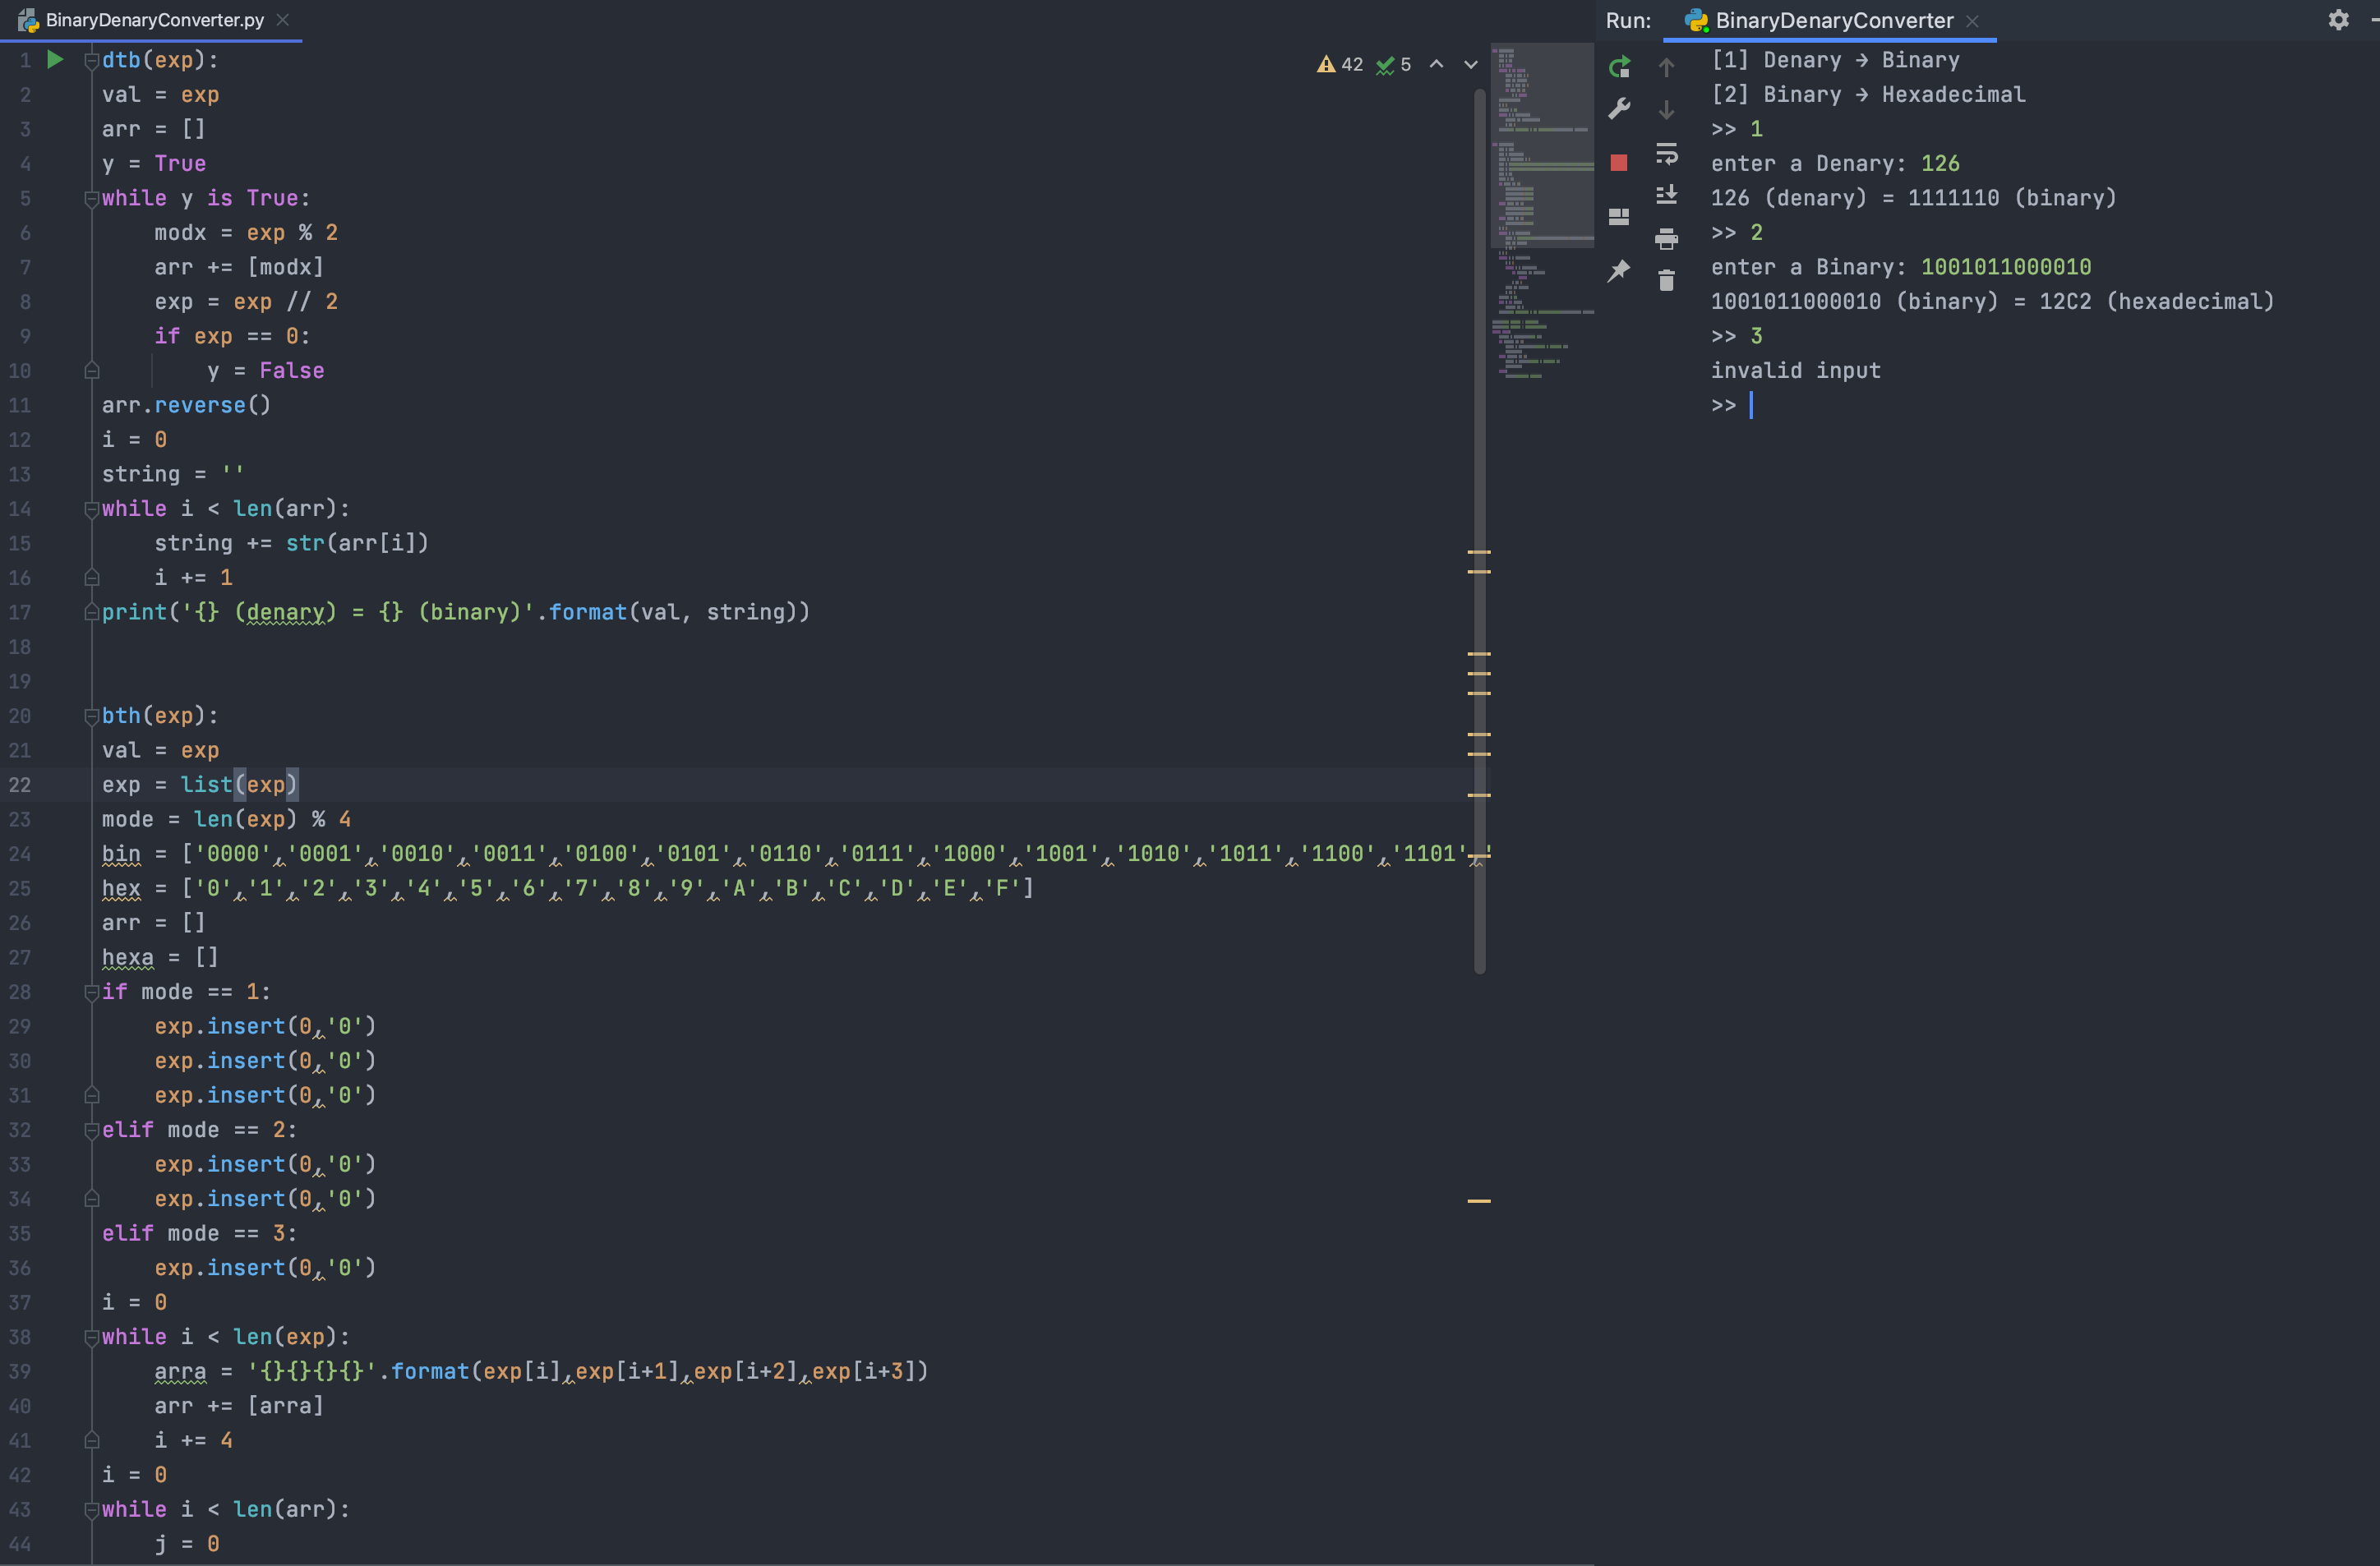 BinaryDenaryConverter.py
42 5
1 dtb(exp):
2 val = exp
3 arr = []
4 y = True
5 while y is True:
6 modx = exp % 2
7 arr += [modx]
8 exp = exp // 2
9 if exp == 0:
10 y = False
11 arr.reverse()
12 i = 0
13 string = ''
14 while i < len(arr):
15 string += str(arr[i])
16 i += 1
17 print('{} (denary) = {} (binary)'.format(val, string))
18
19
20 bth(exp):
21 val = exp
22 exp = list(exp)
23 mode = len(exp) % 4
24 bin = ['0000','0001','0010','0011','0100','0101','0110','0111','1000','1001','1010','1011','1100','1101','
25 hex = ['0','1','2','3','4','5','6','7','8','9','A','B','C','D','E','F']
26 arr = []
27 hexa = []
28 if mode == 1:
29 exp.insert(0,'0')
30 exp.insert(0,'0')
31 exp.insert(0,'0')
32 elif mode == 2:
33 exp.insert(0,'0')
34 exp.insert(0,'0')
35 elif mode == 3:
36 exp.insert(0,'0')
37 i = 0
38 while i < len(exp):
39 arra = '{}{}{}{}'.format(exp[i],exp[i+1],exp[i+2],exp[i+3])
40 arr += [arra]
41 i += 4
42 i = 0
43 while i < len(arr):
44 j = 0
Run: BinaryDenaryConverter
[1] Denary → Binary
[2] Binary → Hexadecimal
>> 1
enter a Denary: 126
126 (denary) = 1111110 (binary)
>> 2
enter a Binary: 1001011000010
1001011000010 (binary) = 12C2 (hexadecimal)
>> 3
invalid input
>>